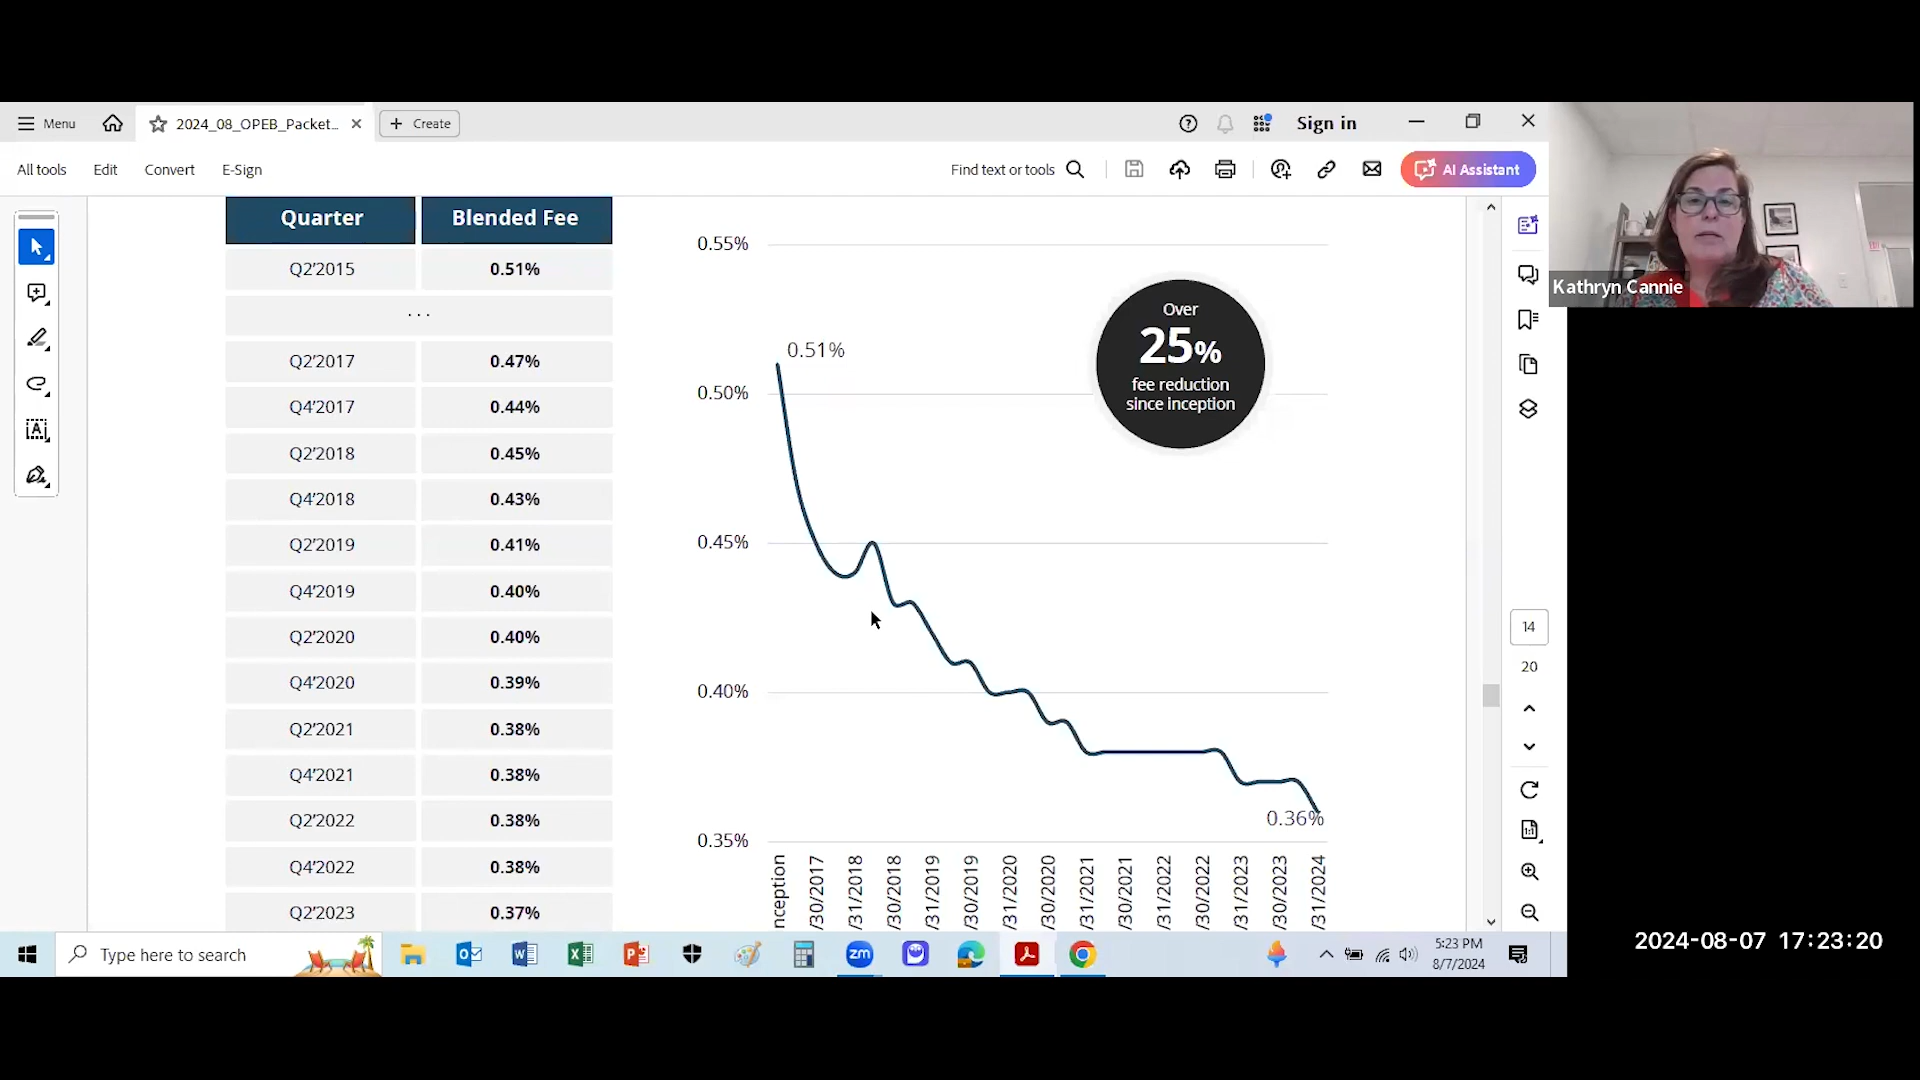 Menu
2024_08_OPEB_Packet...
Create
Sign in
All tools
Edit
Convert
E-Sign
Find text or tools
AI Assistant
Kathryn Cannie
Quarter Blended Fee
Q2'2015 0.51%
...
Q2'2017 0.47%
Q4'2017 0.44%
Q2'2018 0.45%
Q4'2018 0.43%
Q2'2019 0.41%
Q4'2019 0.40%
Q2'2020 0.40%
Q4'2020 0.39%
Q2'2021 0.38%
Q4'2021 0.38%
Q2'2022 0.38%
Q4'2022 0.38%
Q2'2023 0.37%
0.55%
0.50%
0.45%
0.40%
0.35%
0.51%
Over
25%
fee reduction
since inception
0.36%
nception
/30/2017
/31/2018
/30/2018
/31/2019
/30/2019
/31/2020
/30/2020
/31/2021
/30/2021
/31/2022
/30/2022
/31/2023
/30/2023
/31/2024
14
20
1:1
Type here to search
zm
5:23 PM
8/7/2024
2024-08-07 17:23:20